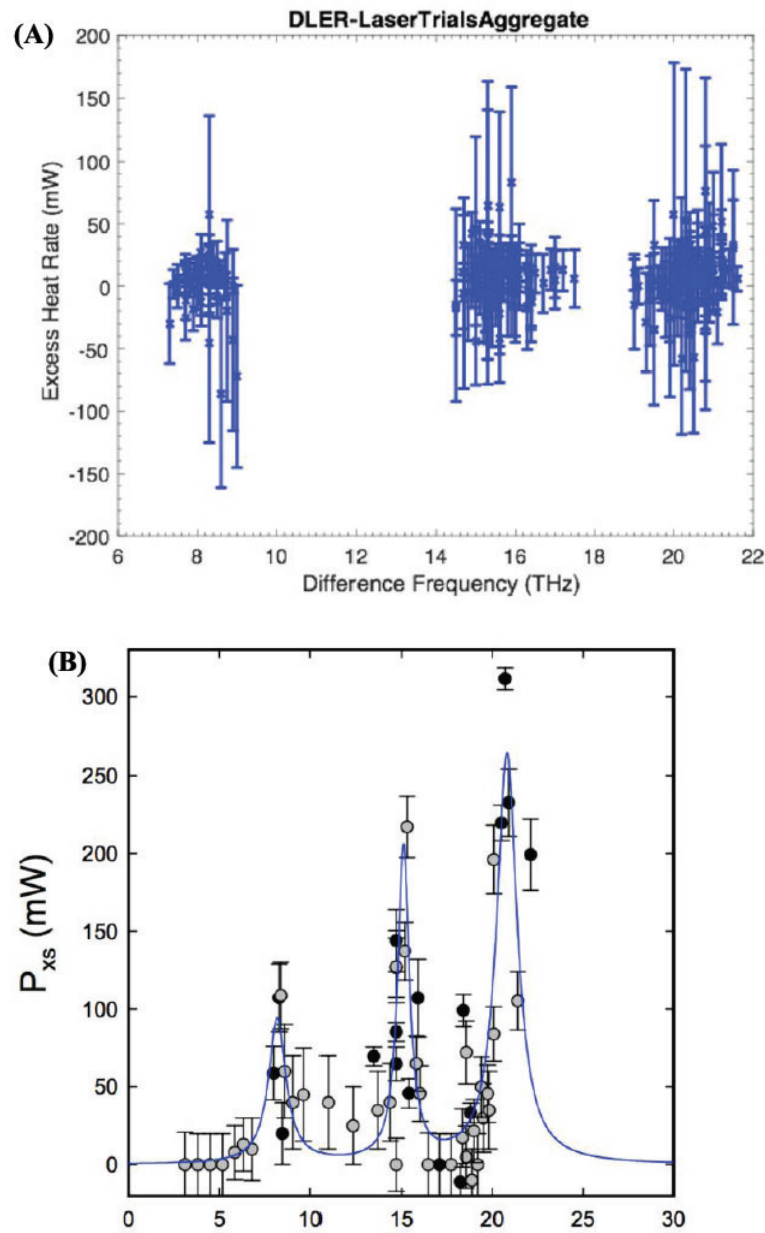 (A)
DLER-LaserTrialsAggregate
200
150
100
50
0
-50
-100
-150
-200
Excess Heat Rate (mW)
6 8 10 12 14 16 18 20 22
Difference Frequency (THz)
(B)
300
250
200
150
100
50
0
Pxs (mW)
0 5 10 15 20 25 30